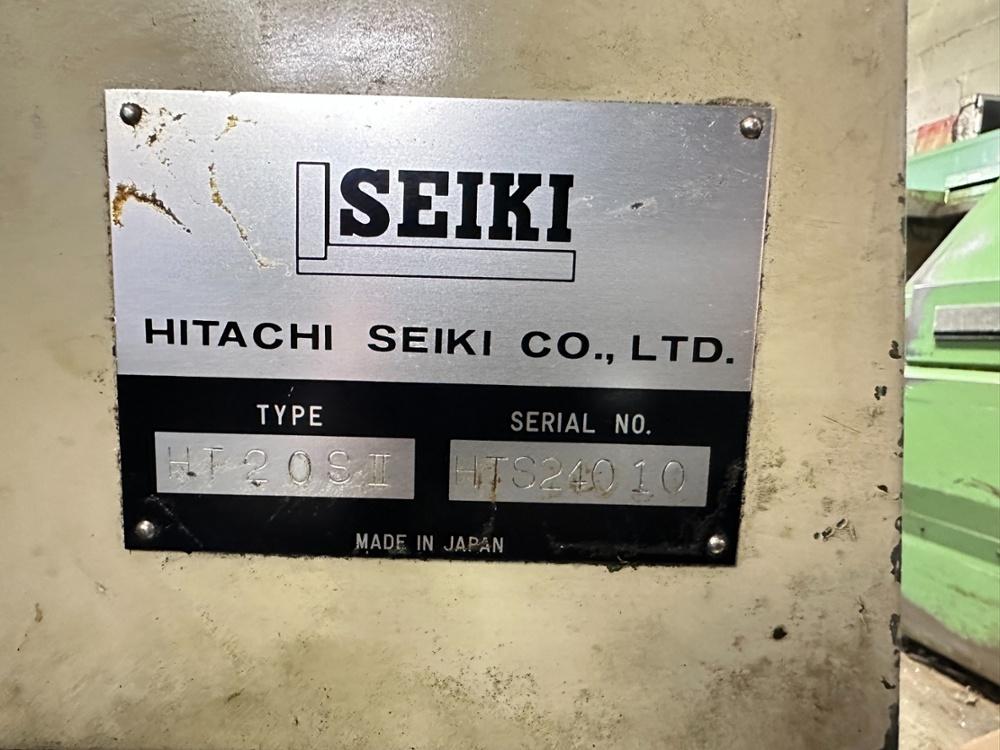 SEIKI
HITACHI SEIKI CO., LTD.
TYPE SERIAL NO.
HT20SII HTS24010
MADE IN JAPAN